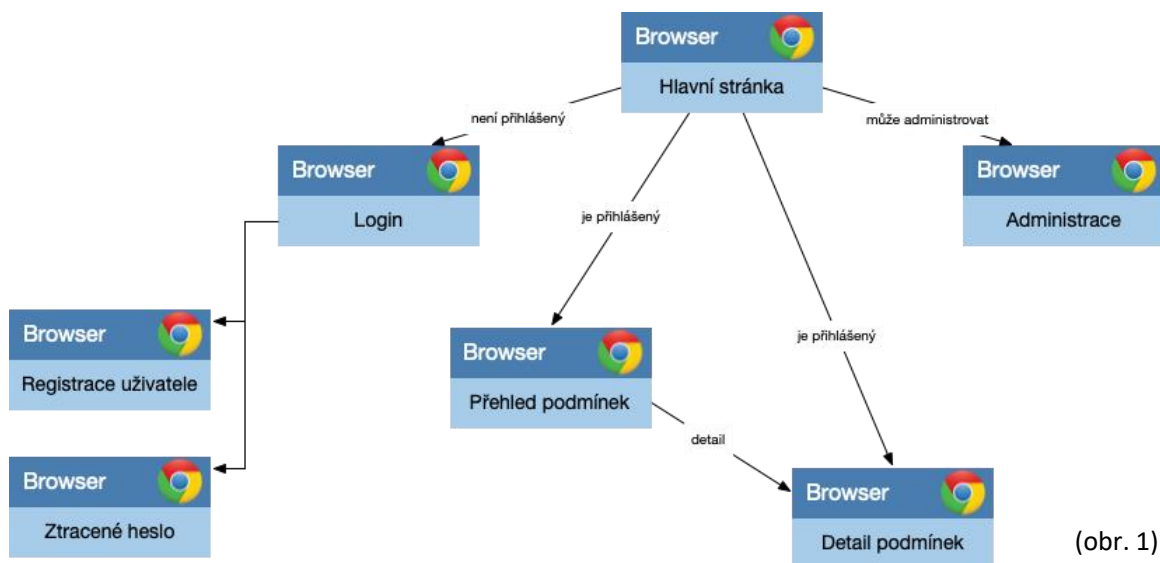 Browser
Hlavní stránka
není přihlášený
může administrovat
Browser
Login
Browser
Administrace
je přihlášený
Browser
Registrace uživatele
Browser
Přehled podmínek
je přihlášený
detail
Browser
Ztracené heslo
Browser
Detail podmínek
(obr. 1)